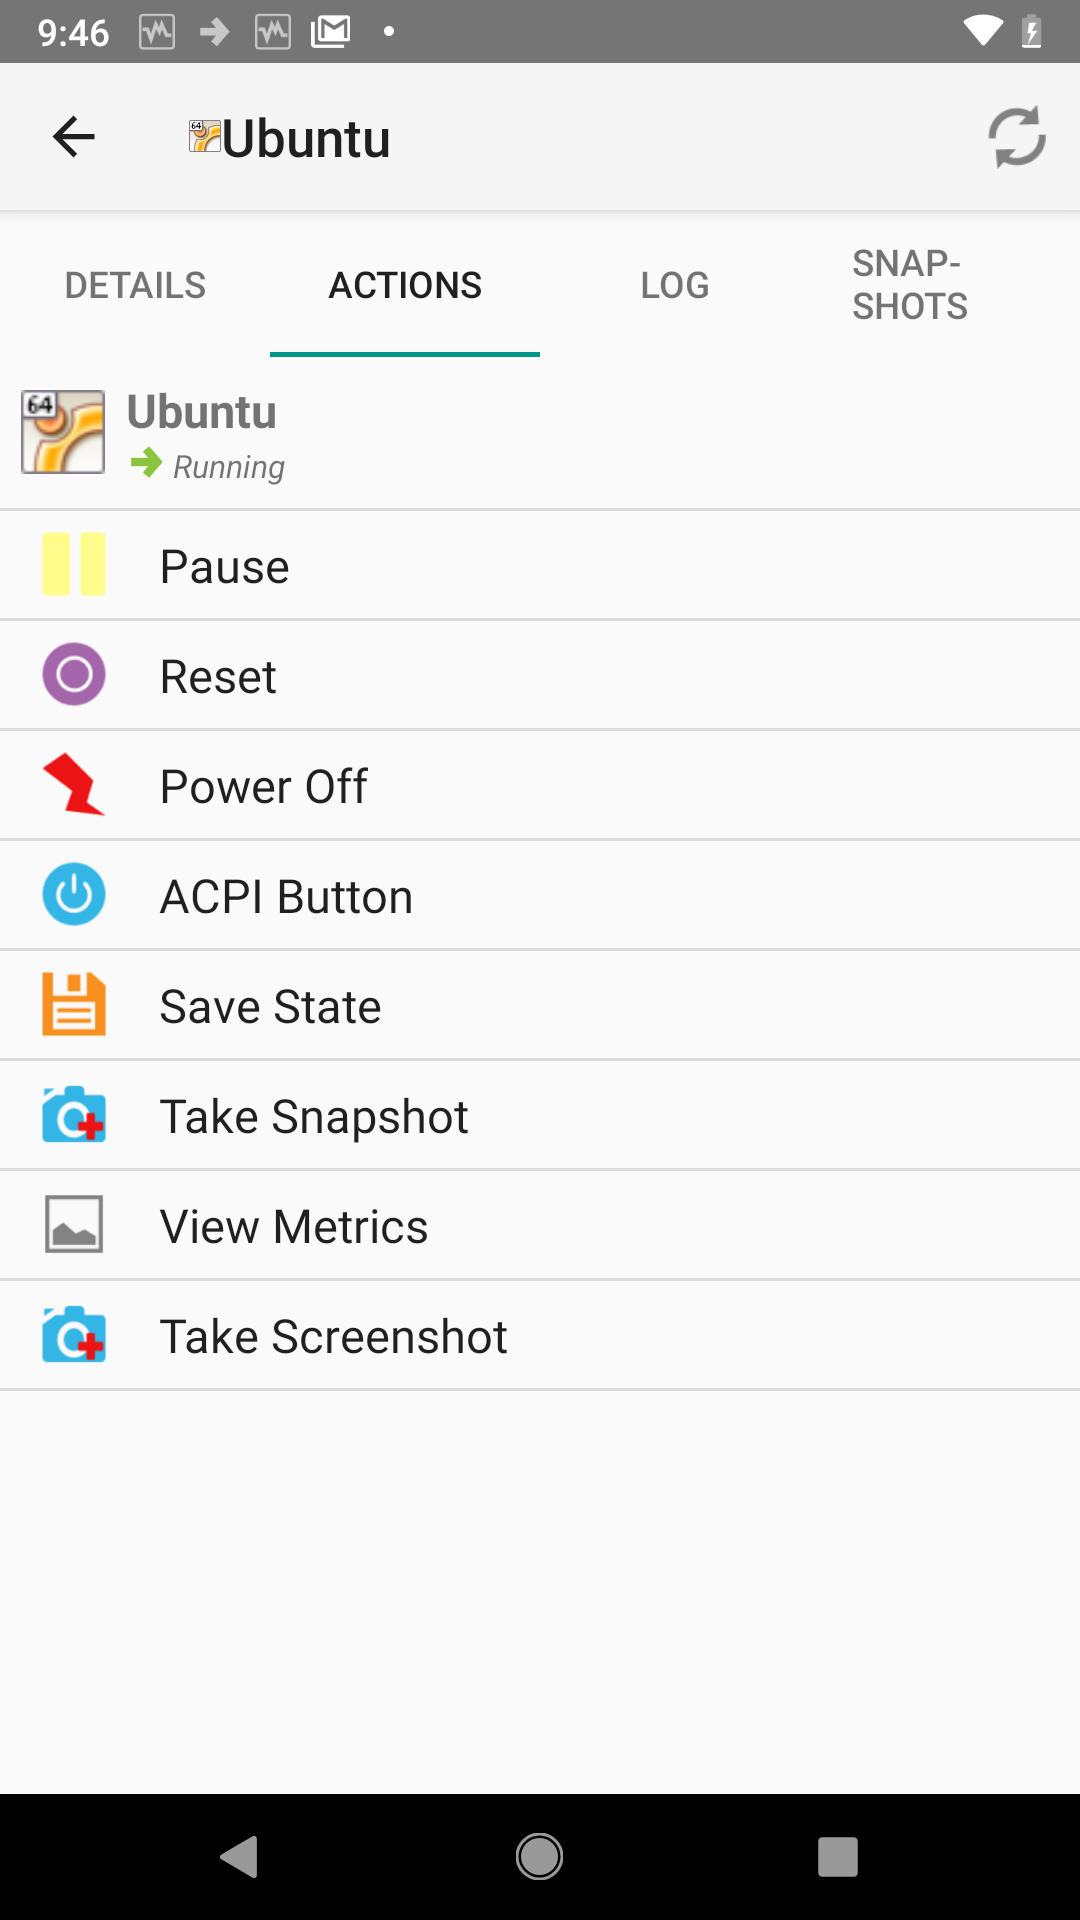 9:46
64 Ubuntu
DETAILS
ACTIONS
LOG
SNAP-
SHOTS
64
Ubuntu
Running
Pause
Reset
Power Off
ACPI Button
Save State
Take Snapshot
View Metrics
Take Screenshot